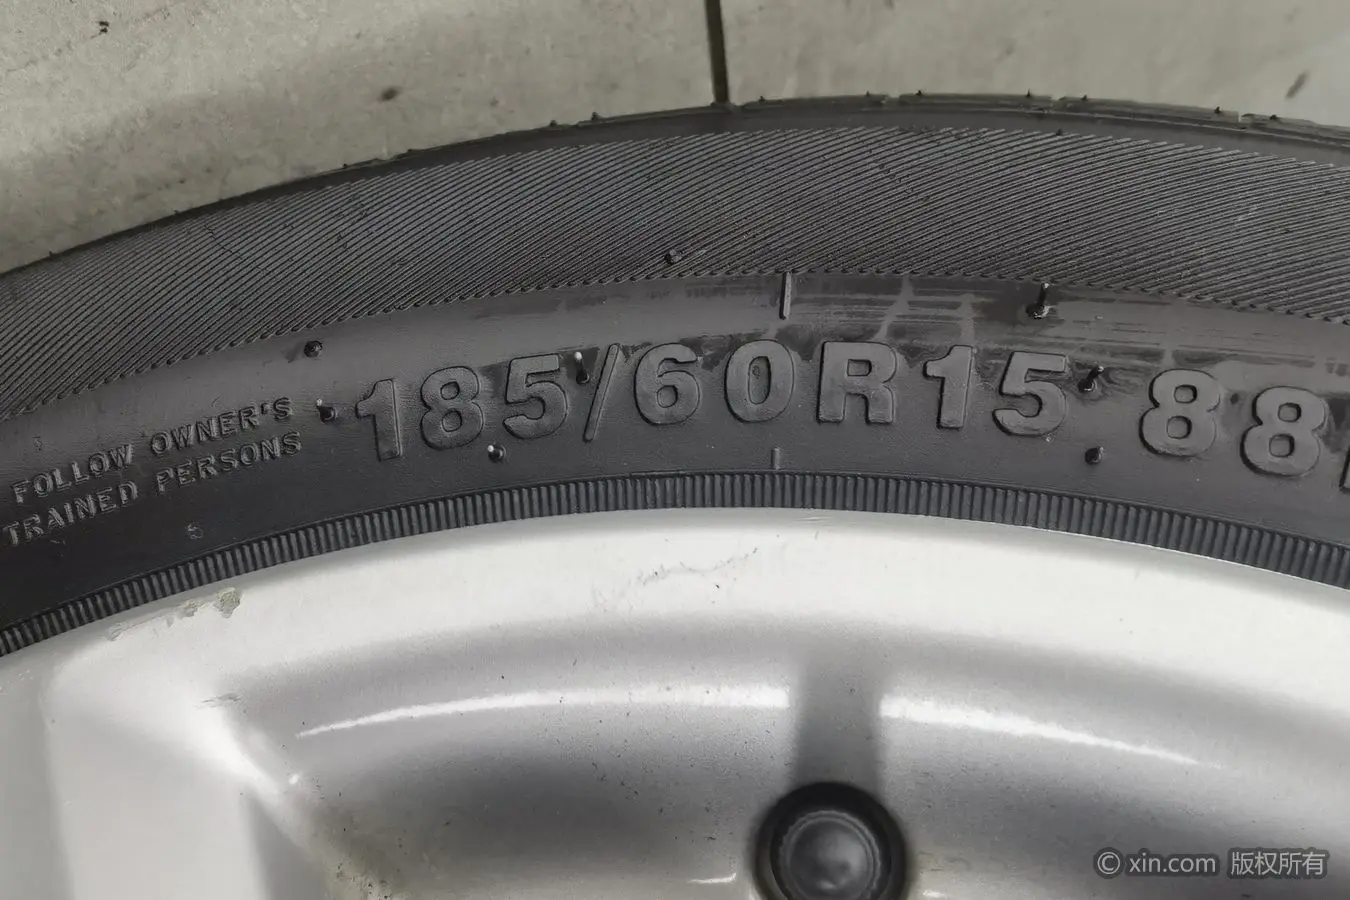 185/60R15 88
FOLLOW OWNER'S
TRAINED PERSONS
© xin.com 版权所有